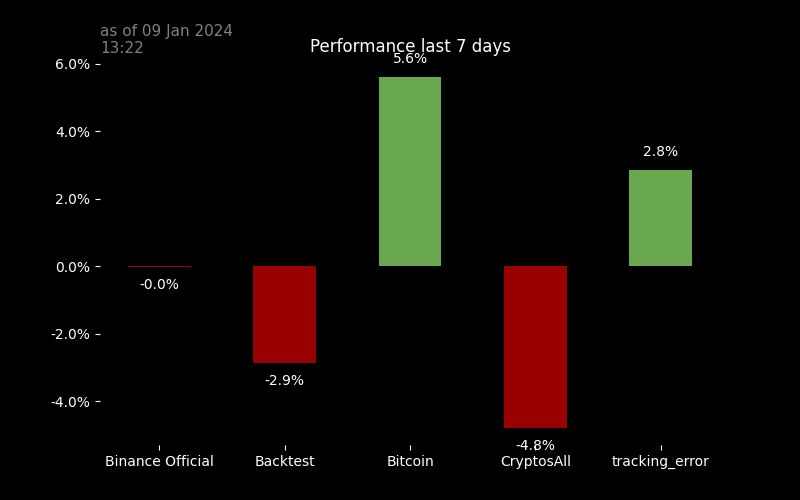 as of 09 Jan 2024
13:22
Performance last 7 days
6.0%
4.0%
2.0%
0.0%
-2.0%
-4.0%
-0.0%
-2.9%
5.6%
-4.8%
2.8%
Binance Official
Backtest
Bitcoin
CryptosAll
tracking_error